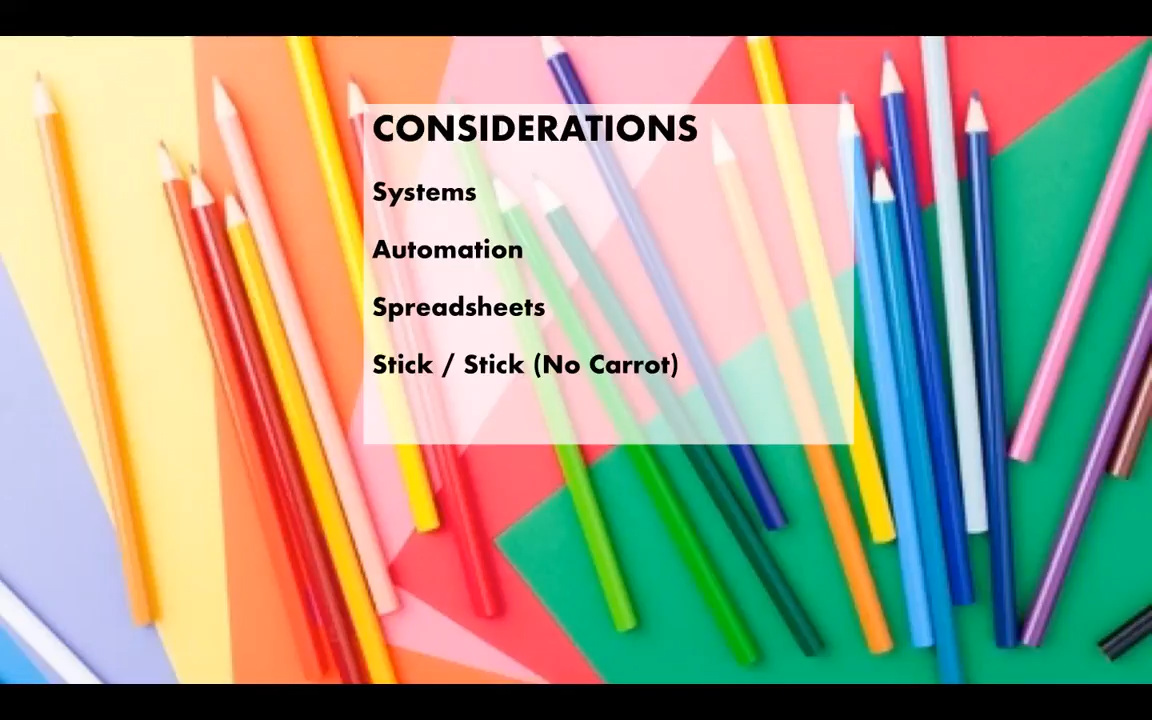 CONSIDERATIONS
Systems
Automation
Spreadsheets
Stick / Stick (No Carrot)